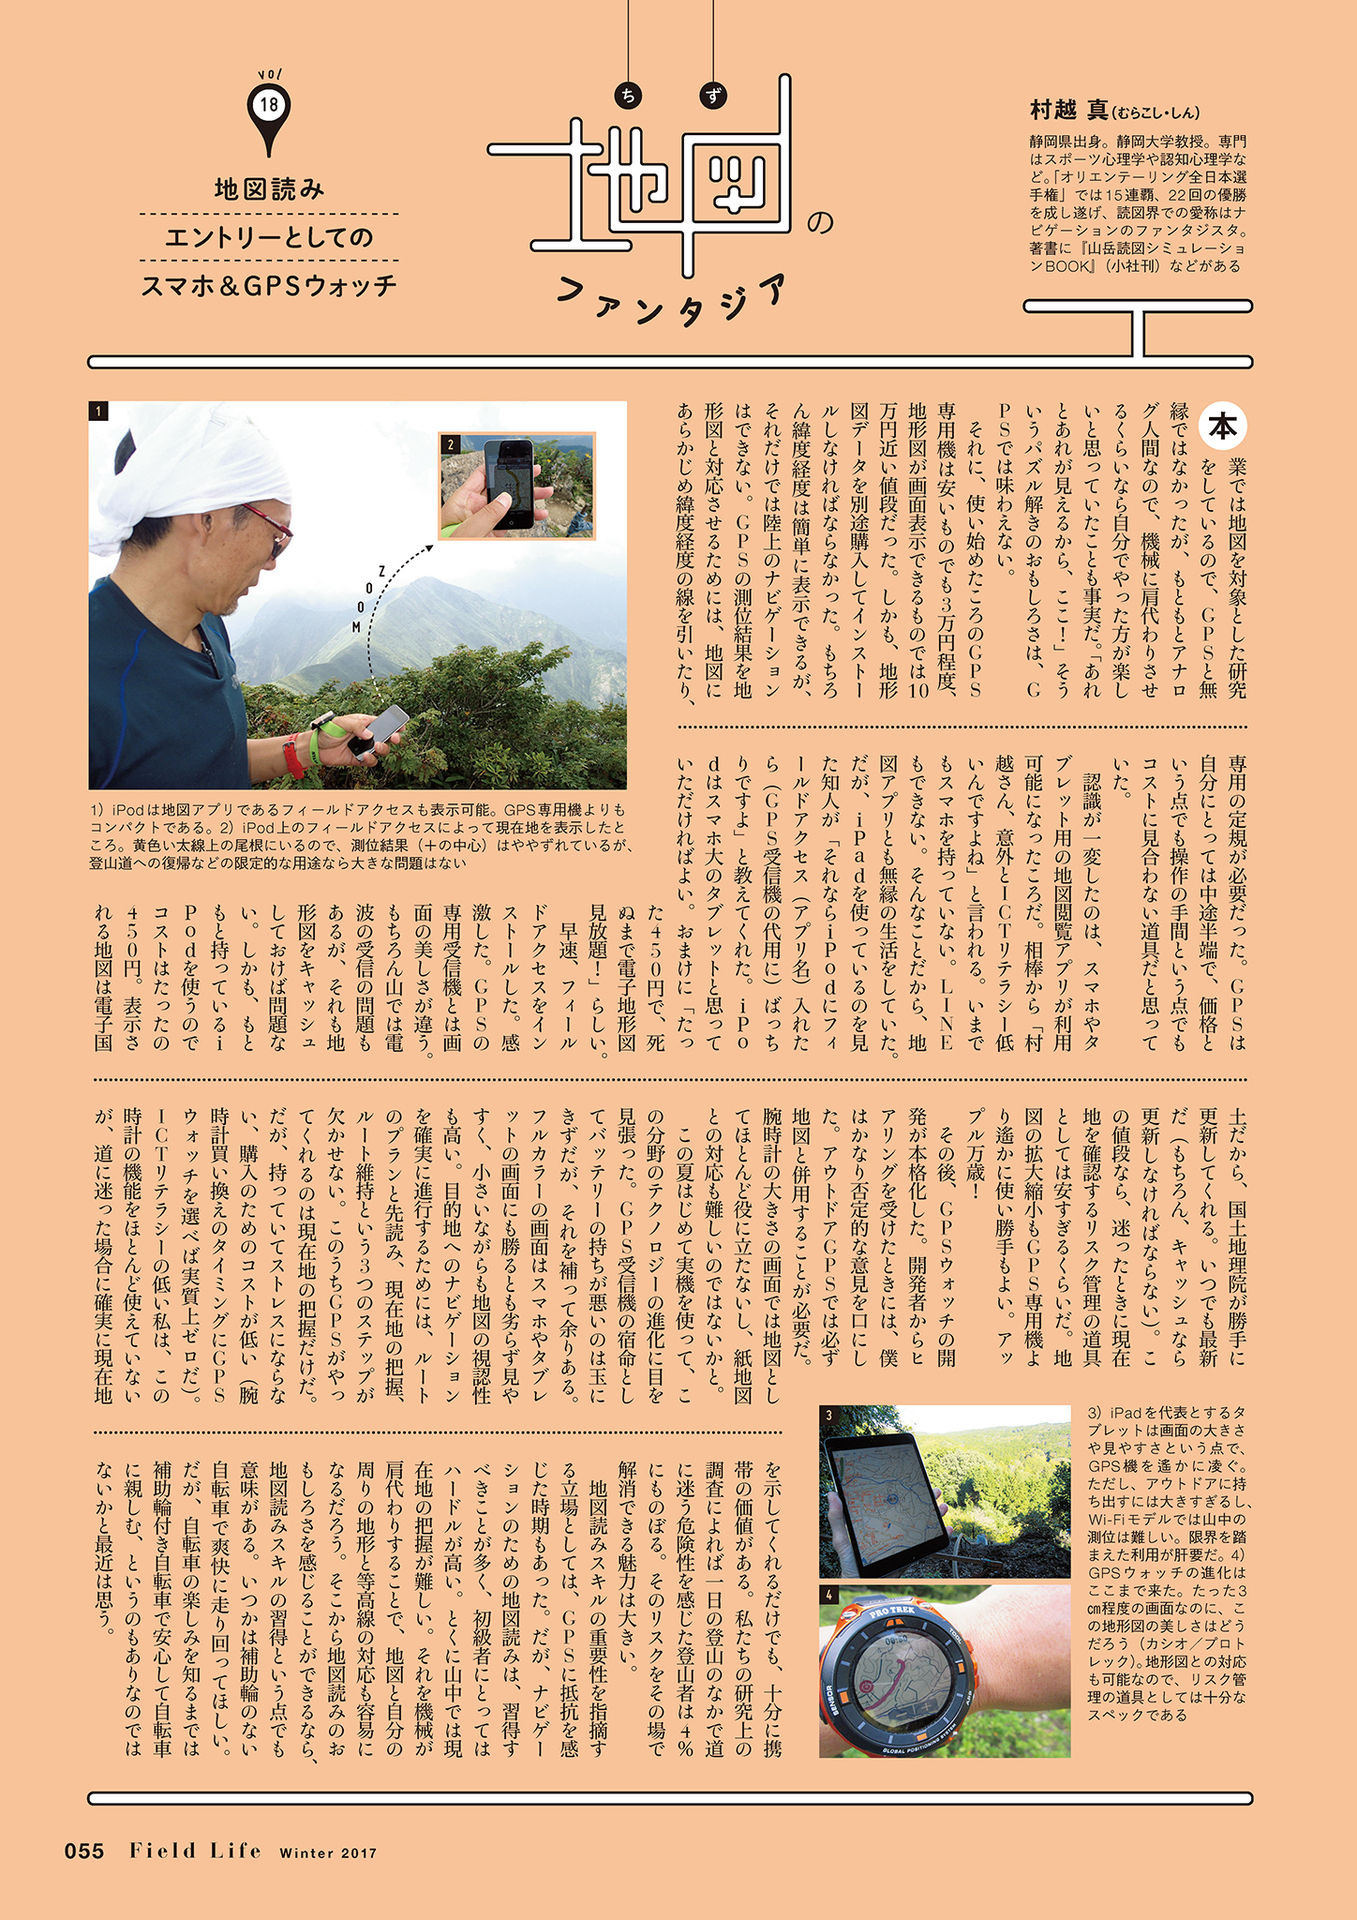 vol
18
地図読み
エントリーとしての
スマホ&GPSウォッチ
ち
ず
地図の
ファンタジア
村越 真(むらこし・しん)
静岡県出身。静岡大学教授。専門
はスポーツ心理学や認知心理学な
ど。「オリエンテーリング全日本選
手権」では15連覇、22回の優勝
を成し遂げ、読図界での愛称はナ
ビゲーションのファンタジスタ。
著書に『山岳読図シミュレーショ
ンBOOK』(小社刊)などがある
本
業では地図を対象とした研究
をしているので、GPSと無
縁ではなかったが、もともとアナロ
グ人間なので、機械に肩代わりさせ
るくらいなら自分でやった方が楽し
いと思っていたことも事実だ。「あれ
とあれが見えるから、ここ!」そう
いうパズル解きのおもしろさは、G
PSでは味わえない。
それに、使い始めたころのGPS
専用機は安いものでも3万円程度、
地形図が画面表示できるものでは10
万円近い値段だった。しかも、地形
図データを別途購入してインストー
ルしなければならなかった。もちろ
ん緯度経度は簡単に表示できるが、
それだけでは陸上のナビゲーション
はできない。GPSの測位結果を地
形図と対応させるためには、地図に
あらかじめ緯度経度の線を引いたり、
専用の定規が必要だった。GPSは
自分にとっては中途半端で、価格と
いう点でも操作の手間という点でも
コストに見合わない道具だと思って
いた。
認識が一変したのは、スマホやタ
ブレット用の地図閲覧アプリが利用
可能になったころだ。相棒から「村
越さん、意外とICTリテラシー低
いんですよね」と言われる。いまで
もスマホを持っていない。LINE
もできない。そんなことだから、地
図アプリとも無縁の生活をしていた。
だが、iPadを使っているのを見
た知人が「それならiPodにフィ
ールドアクセス(アプリ名)入れた
ら(GPS受信機の代用に)ばっち
りですよ」と教えてくれた。iPo
dはスマホ大のタブレットと思って
いただければよい。おまけに「たっ
た450円で、死
ぬまで電子地形図
見放題!」らしい。
早速、フィール
ドアクセスをイン
ストールした。感
激した。GPSの
専用受信機とは画
面の美しさが違う。
もちろん山では電
波の受信の問題も
あるが、それも地
形図をキャッシュ
しておけば問題な
い。しかも、もと
もと持っているi
Podを使うので
コストはたったの
450円。表示さ
れる地図は電子国
土だから、国土地理院が勝手に
更新してくれる。いつでも最新
だ(もちろん、キャッシュなら
更新しなければならない)。こ
の値段なら、迷ったときに現在
地を確認するリスク管理の道具
としては安すぎるくらいだ。地
図の拡大縮小もGPS専用機よ
り遙かに使い勝手もよい。アッ
プル万歳!
その後、GPSウォッチの開
発が本格化した。開発者からヒ
アリングを受けたときには、僕
はかなり否定的な意見を口にし
た。アウトドアGPSでは必ず
地図と併用することが必要だ。
腕時計の大きさの画面では地図とし
てほとんど役に立たないし、紙地図
との対応も難しいのではないかと。
この夏はじめて実機を使って、こ
の分野のテクノロジーの進化に目を
見張った。GPS受信機の宿命とし
てバッテリーの持ちが悪いのは玉に
きずだが、それを補って余りある。
フルカラーの画面はスマホやタブレ
ットの画面にも勝るとも劣らず見や
すく、小さいながらも地図の視認性
も高い。目的地へのナビゲーション
を確実に進行するためには、ルート
のプランと先読み、現在地の把握、
ルート維持という3つのステップが
欠かせない。このうちGPSがやっ
てくれるのは現在地の把握だけだ。
だが、持っていてストレスにならな
い、購入のためのコストが低い(腕
時計買い換えのタイミングにGPS
ウォッチを選べば実質上ゼロだ)。
ICTリテラシーの低い私は、この
時計の機能をほとんど使えていない
が、道に迷った場合に確実に現在地
を示してくれるだけでも、十分に携
帯の価値がある。私たちの研究上の
調査によれば一日の登山のなかで道
に迷う危険性を感じた登山者は4%
にものぼる。そのリスクをその場で
解消できる魅力は大きい。
地図読みスキルの重要性を指摘す
る立場としては、GPSに抵抗を感
じた時期もあった。だが、ナビゲー
ションのための地図読みは、習得す
べきことが多く、初級者にとっては
ハードルが高い。とくに山中では現
在地の把握が難しい。それを機械が
肩代わりすることで、地図と自分の
周りの地形と等高線の対応も容易に
なるだろう。そこから地図読みのお
もしろさを感じることができるなら、
地図読みスキルの習得という点でも
意味がある。いつかは補助輪のない
自転車で爽快に走り回ってほしい。
だが、自転車の楽しみを知るまでは
補助輪付き自転車で安心して自転車
に親しむ、というのもありなのでは
ないかと最近は思う。
1
2
ZOOM
1)iPodは地図アプリであるフィールドアクセスも表示可能。GPS専用機よりも
コンパクトである。2)iPod上のフィールドアクセスによって現在地を表示したと
ころ。黄色い太線上の尾根にいるので、測位結果(+の中心)はややずれているが、
登山道への復帰などの限定的な用途なら大きな問題はない
3
4
PRO TREK
TOOL
APP
SENSOR
GLOBAL POSITIONING
3)iPadを代表とするタ
ブレットは画面の大きさ
や見やすさという点で、
GPS機を遙かに凌ぐ。
ただし、アウトドアに持
ち出すには大きすぎるし、
Wi-Fiモデルでは山中の
測位は難しい。限界を踏
まえた利用が肝要だ。4)
GPSウォッチの進化は
ここまで来た。たった3
㎝程度の画面なのに、こ
の地形図の美しさはどう
だろう(カシオ/プロト
レック)。地形図との対応
も可能なので、リスク管
理の道具としては十分な
スペックである
055 Field Life Winter 2017